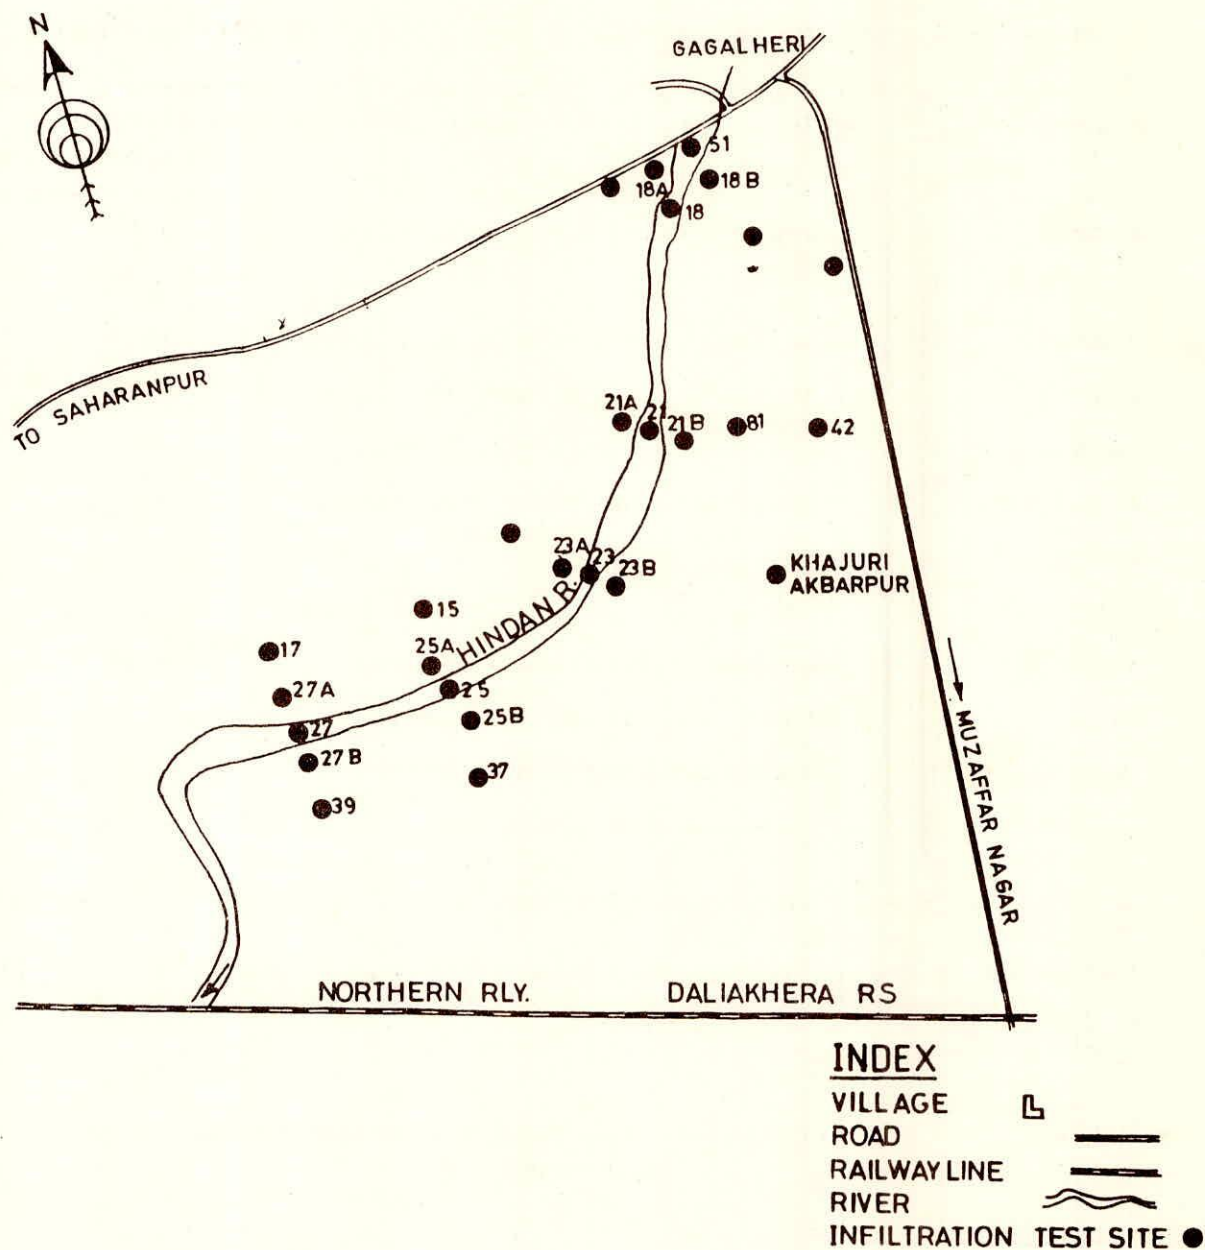 N
GAGALHERI
51
18A
18B
18
TO SAHARANPUR
21A
21
21B
81
42
23A
23
23B
KHAJURI
AKBARPUR
HINDAN R.
15
17
25A
25
27A
25B
27
27B
37
39
MUZAFFAR NAGAR
NORTHERN RLY.
DALIAKHERA RS
INDEX
VILLAGE
ROAD
RAILWAY LINE
RIVER
INFILTRATION TEST SITE